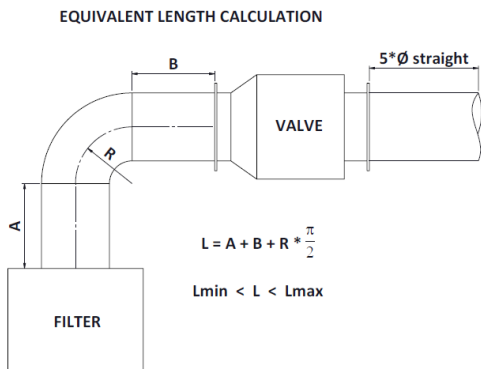 EQUIVALENT LENGTH CALCULATION
5*Ø straight
B
VALVE
R
A
L = A + B + R * π/2
Lmin < L < Lmax
FILTER